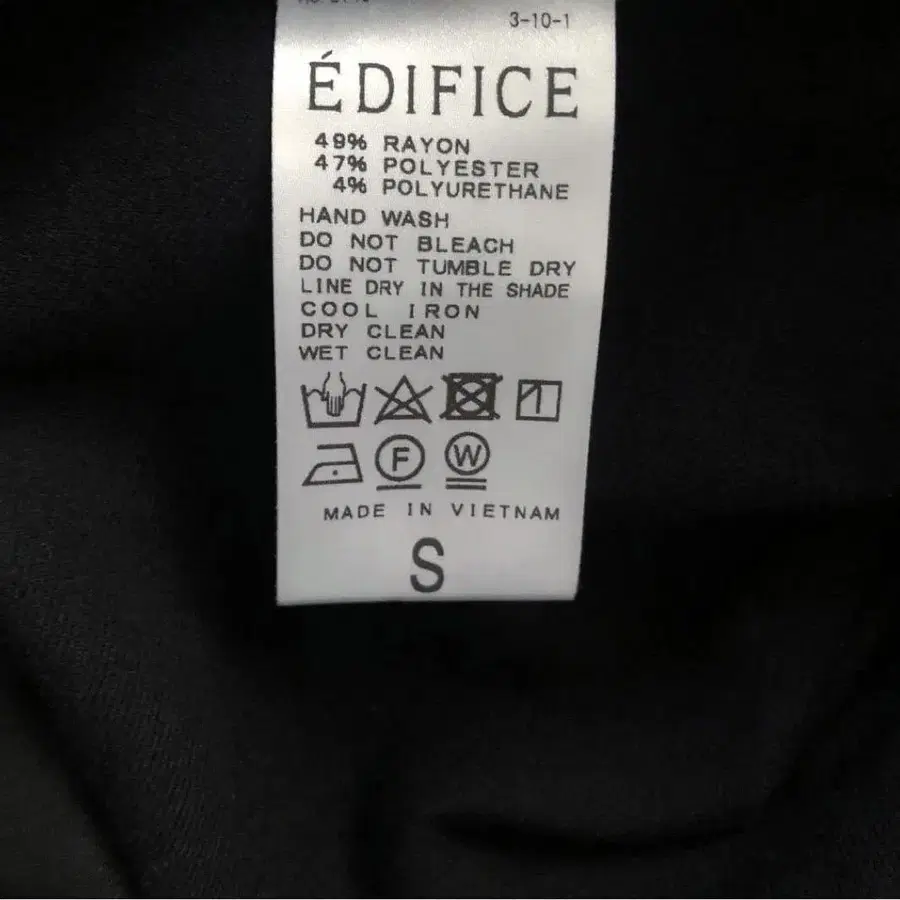 3-10-1
ÉDIFICE
49% RAYON
47% POLYESTER
4% POLYURETHANE
HAND WASH
DO NOT BLEACH
DO NOT TUMBLE DRY
LINE DRY IN THE SHADE
COOL IRON
DRY CLEAN
WET CLEAN
F W
MADE IN VIETNAM
S